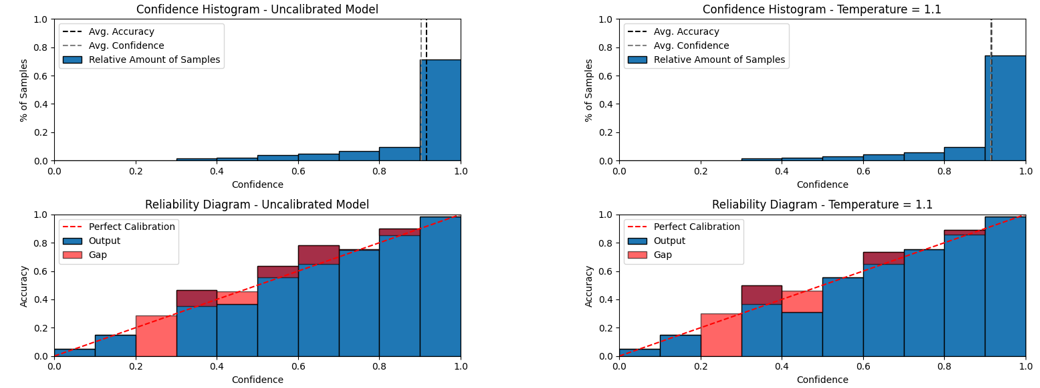 Confidence Histogram - Uncalibrated Model
1.0
0.8
0.6
0.4
0.2
0.0
% of Samples
Avg. Accuracy
Avg. Confidence
Relative Amount of Samples
0.0 0.2 0.4 0.6 0.8 1.0
Confidence
Confidence Histogram - Temperature = 1.1
1.0
0.8
0.6
0.4
0.2
0.0
% of Samples
Avg. Accuracy
Avg. Confidence
Relative Amount of Samples
0.0 0.2 0.4 0.6 0.8 1.0
Confidence
Reliability Diagram - Uncalibrated Model
1.0
0.8
0.6
0.4
0.2
0.0
Accuracy
Perfect Calibration
Output
Gap
0.0 0.2 0.4 0.6 0.8 1.0
Confidence
Reliability Diagram - Temperature = 1.1
1.0
0.8
0.6
0.4
0.2
0.0
Accuracy
Perfect Calibration
Output
Gap
0.0 0.2 0.4 0.6 0.8 1.0
Confidence